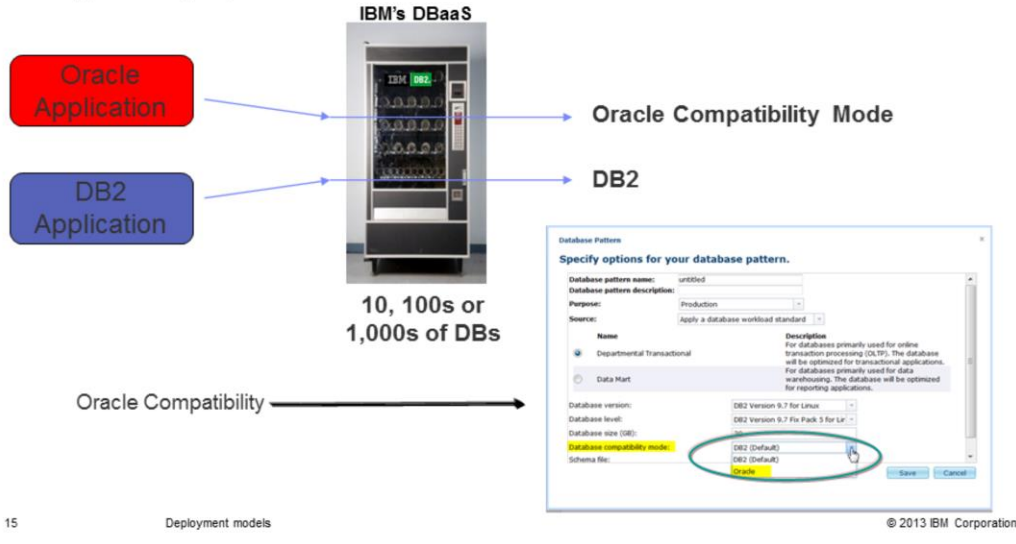 IBM's DBaaS
Oracle
Application
IBM DB2.
Oracle Compatibility Mode
DB2
Application
DB2
10, 100s or
1,000s of DBs
Oracle Compatibility
Database Pattern
Specify options for your database pattern.
Database pattern name: untitled
Database pattern description:
Purpose: Production
Source: Apply a database workload standard
Name Description
Departmental Transactional For databases primarily used for online
transaction processing (OLTP). The database
will be optimized for transactional applications.
Data Mart For databases primarily used for data
warehousing. The database will be optimized
for reporting applications.
Database version: DB2 Version 9.7 for Linux
Database level: DB2 Version 9.7 Fix Pack 5 for Lir
Database size (GB):
Database compatibility mode: DB2 (Default)
DB2 (Default)
Schema file: Oracle
Save Cancel
15 Deployment models © 2013 IBM Corporation